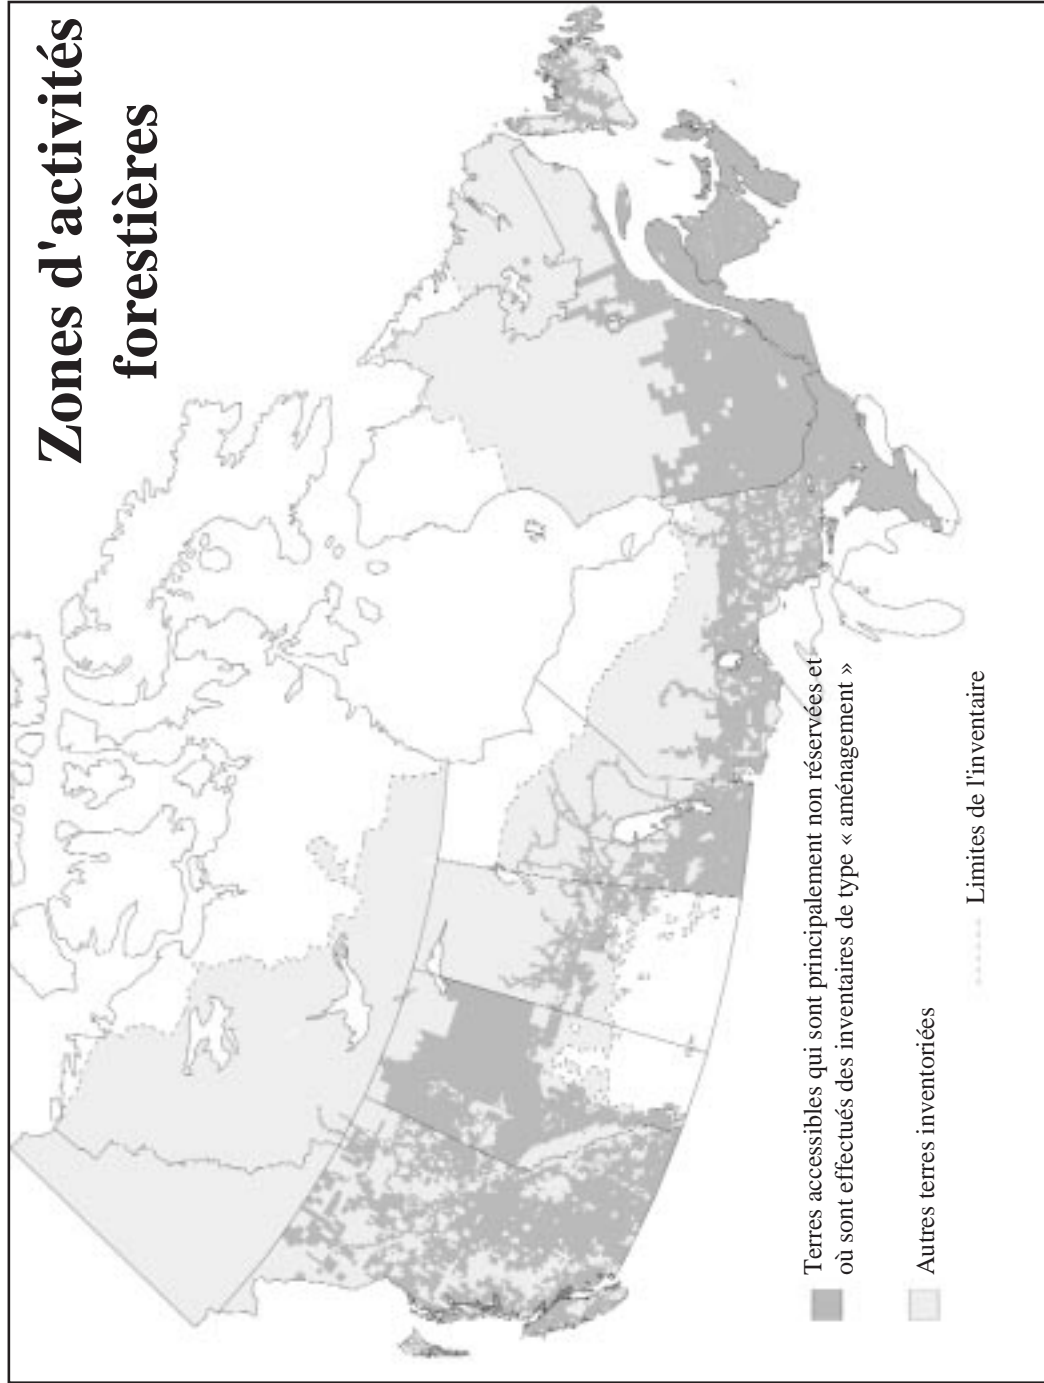 Zones d'activités
forestières
Terres accessibles qui sont principalement non réservées et
où sont effectués des inventaires de type « aménagement »
Autres terres inventoriées
Limites de l'inventaire